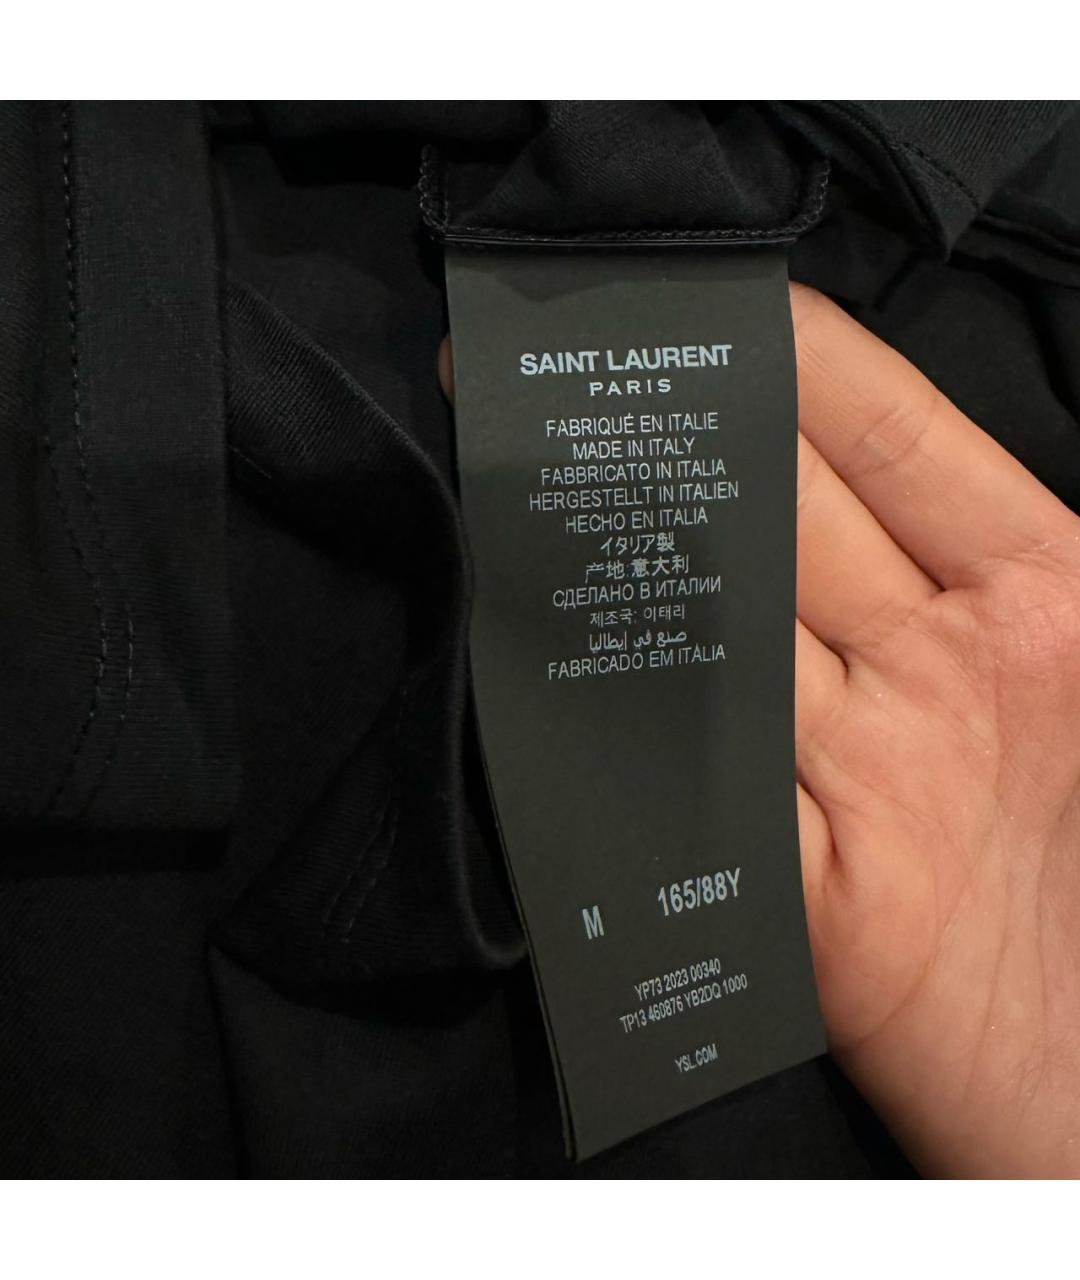 SAINT LAURENT
PARIS
FABRIQUÉ EN ITALIE
MADE IN ITALY
FABBRICATO IN ITALIA
HERGESTELLT IN ITALIEN
HECHO EN ITALIA
イタリア製
产地:意大利
СДЕЛАНО В ИТАЛИИ
제조국: 이태리
صنع في إيطاليا
FABRICADO EM ITÁLIA
M 165/88Y
YP73 2023 00340
TP13 460876 YB2DQ 1000
YSL.COM